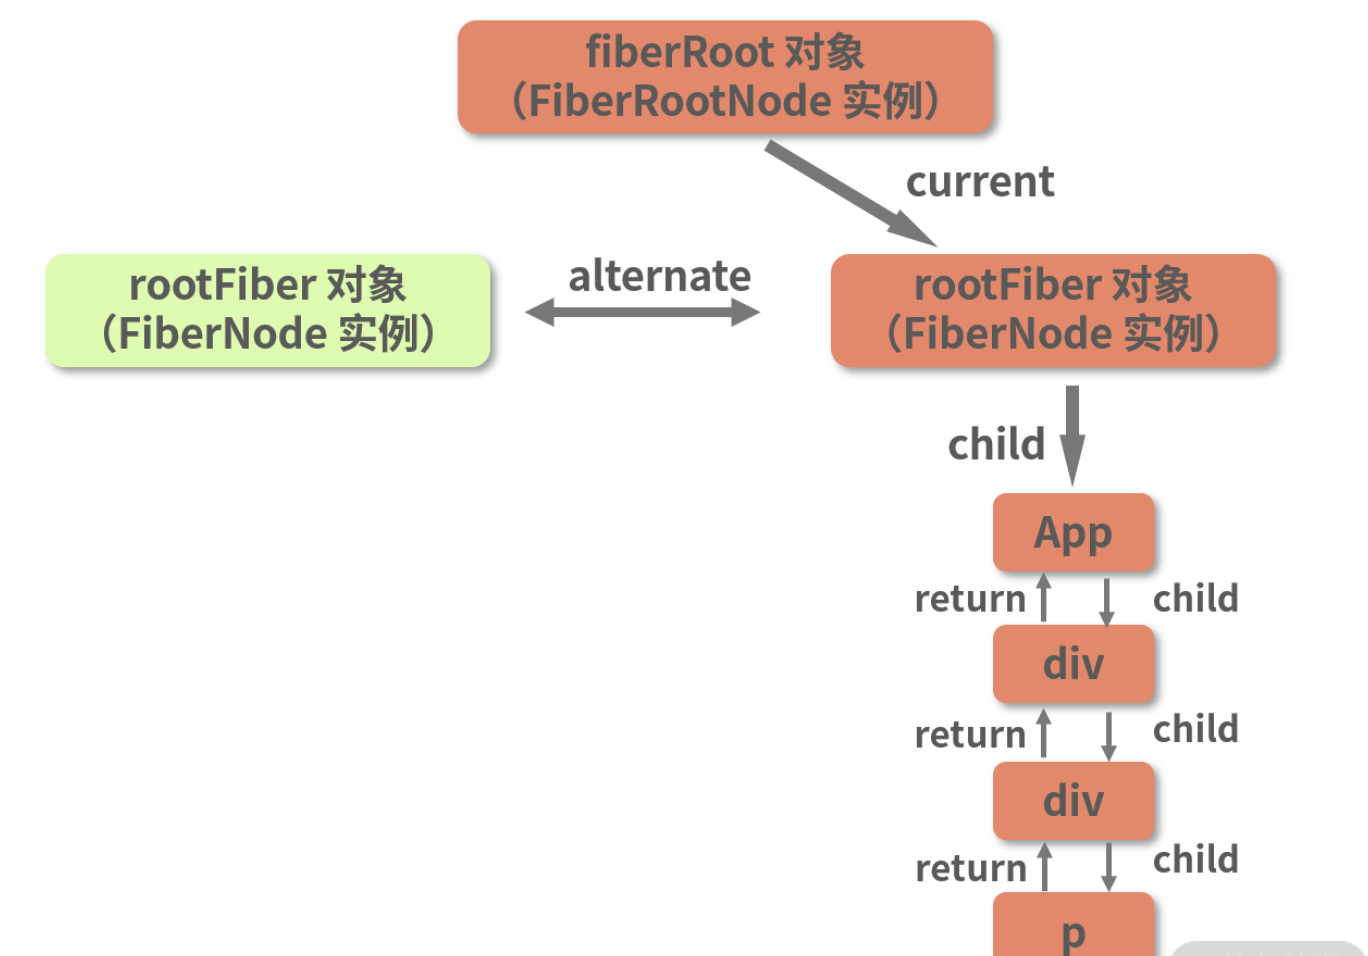 fiberRoot 对象
（FiberRootNode 实例）
current
rootFiber 对象
（FiberNode 实例）
alternate
rootFiber 对象
（FiberNode 实例）
child
App
return
child
div
return
child
div
return
child
p